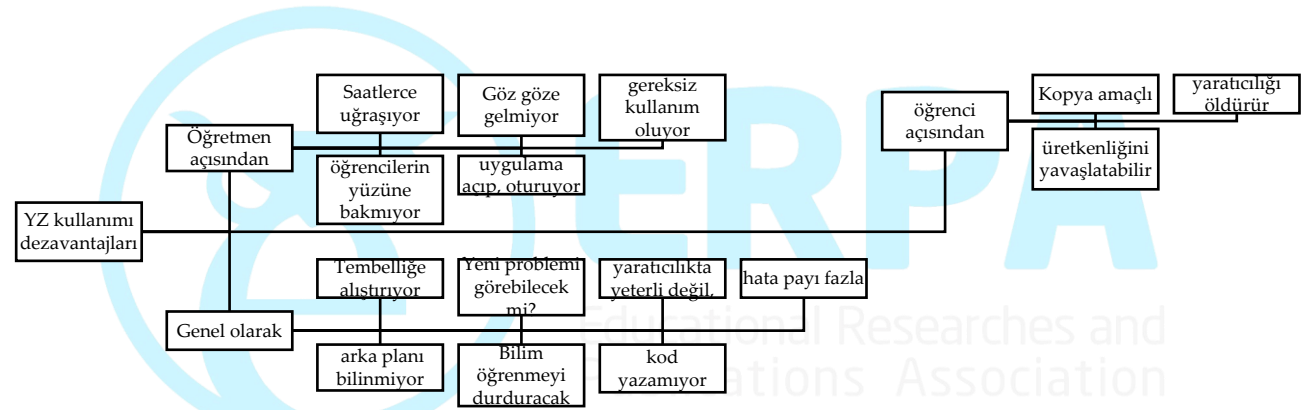 YZ kullanımı
dezavantajları
Öğretmen
açısından
Saatlerce
uğraşıyor
öğrencilerin
yüzüne
bakmıyor
Göz göze
gelmiyor
uygulama
açıp, oturuyor
gereksiz
kullanım
oluyor
öğrenci
açısından
Kopya amaçlı
üretkenliğini
yavaşlatabilir
yaratıcılığı
öldürür
Genel olarak
Tembelliğe
alıştırıyor
arka planı
bilinmiyor
Yeni problemi
görebilecek
mi?
Bilim
öğrenmeyi
durduracak
yaratıcılıkta
yeterli değil,
kod
yazamıyor
hata payı fazla
ERPA
Educational Researches and
Association